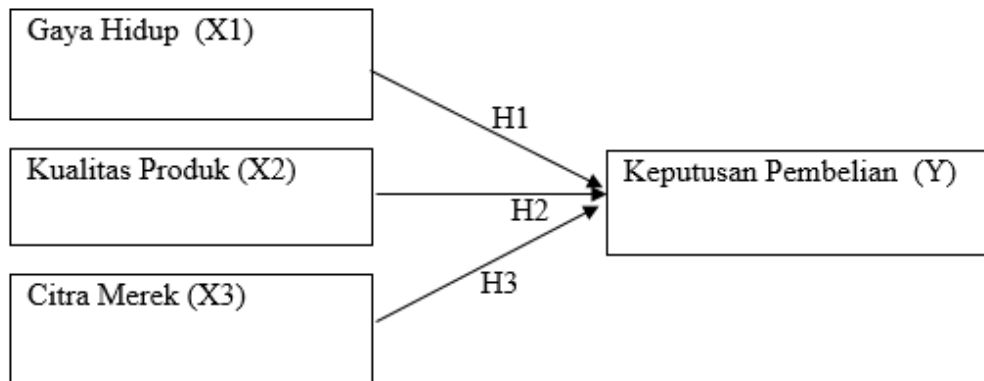 Gaya Hidup (X1)
H1
Kualitas Produk (X2)
Keputusan Pembelian (Y)
H2
Citra Merek (X3)
H3